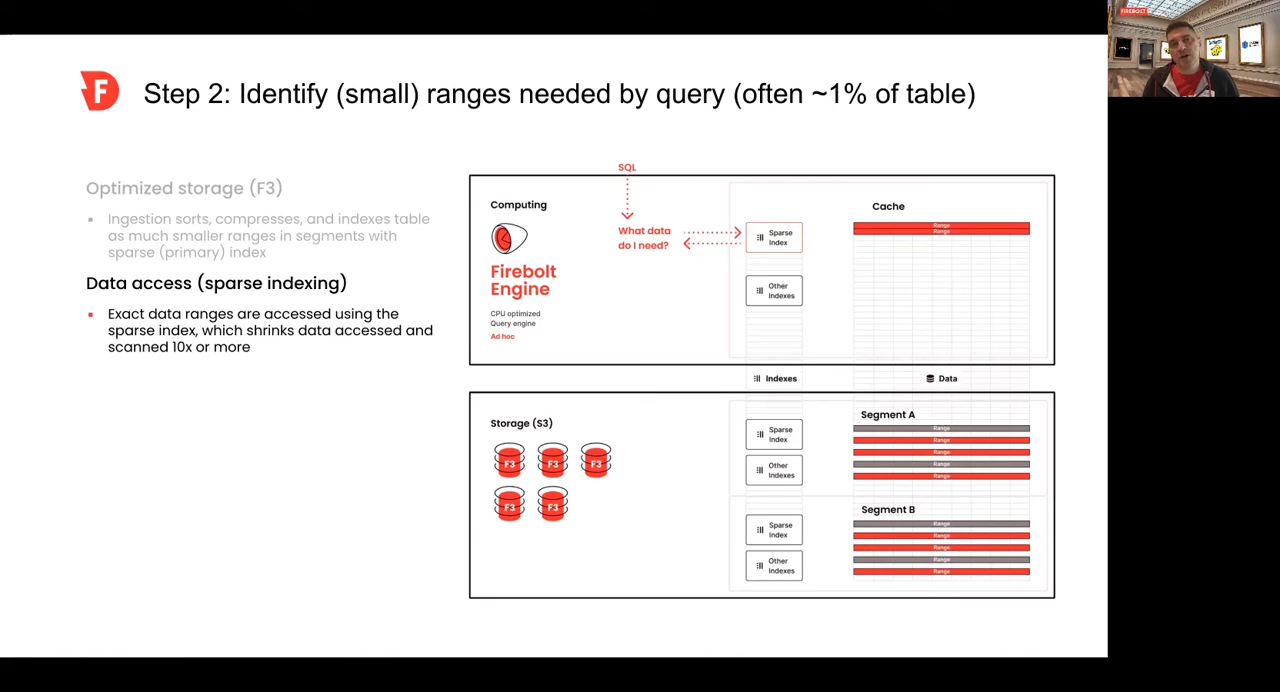 FIREBOLT
F
Step 2: Identify (small) ranges needed by query (often ~1% of table)
Optimized storage (F3)
Ingestion sorts, compresses, and indexes table
as much smaller ranges in segments with
sparse (primary) index
Data access (sparse indexing)
Exact data ranges are accessed using the
sparse index, which shrinks data accessed and
scanned 10x or more
SQL
Computing
What data
do I need?
Firebolt
Engine
CPU optimized
Query engine
Ad hoc
Sparse
Index
Other
Indexes
Cache
Range
Range
Indexes
Data
Storage (S3)
F3
F3
F3
F3
F3
Sparse
Index
Other
Indexes
Segment A
Range
Range
Range
Range
Range
Sparse
Index
Other
Indexes
Segment B
Range
Range
Range
Range
Range